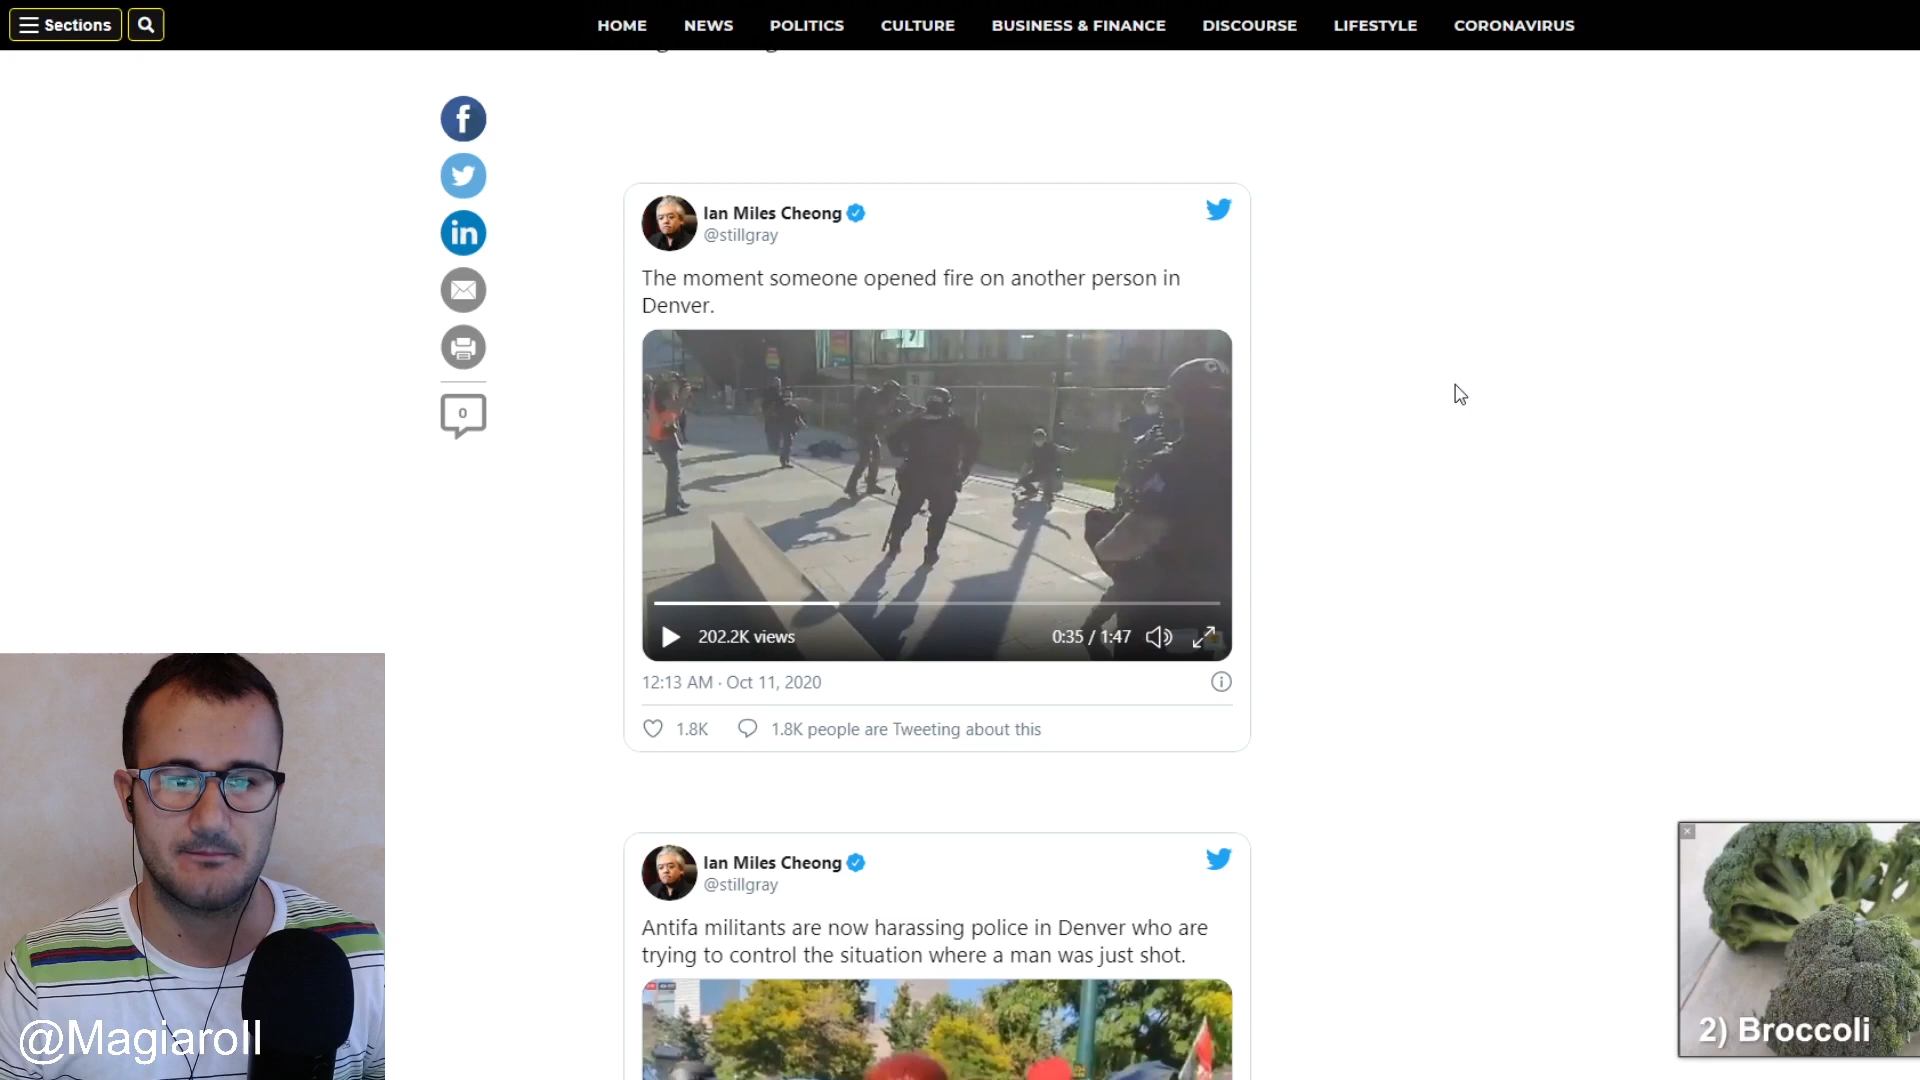 Sections
HOME NEWS POLITICS CULTURE BUSINESS & FINANCE DISCOURSE LIFESTYLE CORONAVIRUS
0
Ian Miles Cheong
@stillgray
The moment someone opened fire on another person in
Denver.
202.2K views
0:35 / 1:47
12:13 AM · Oct 11, 2020
1.8K
1.8K people are Tweeting about this
Ian Miles Cheong
@stillgray
Antifa militants are now harassing police in Denver who are
trying to control the situation where a man was just shot.
@Magiaroll
2) Broccoli